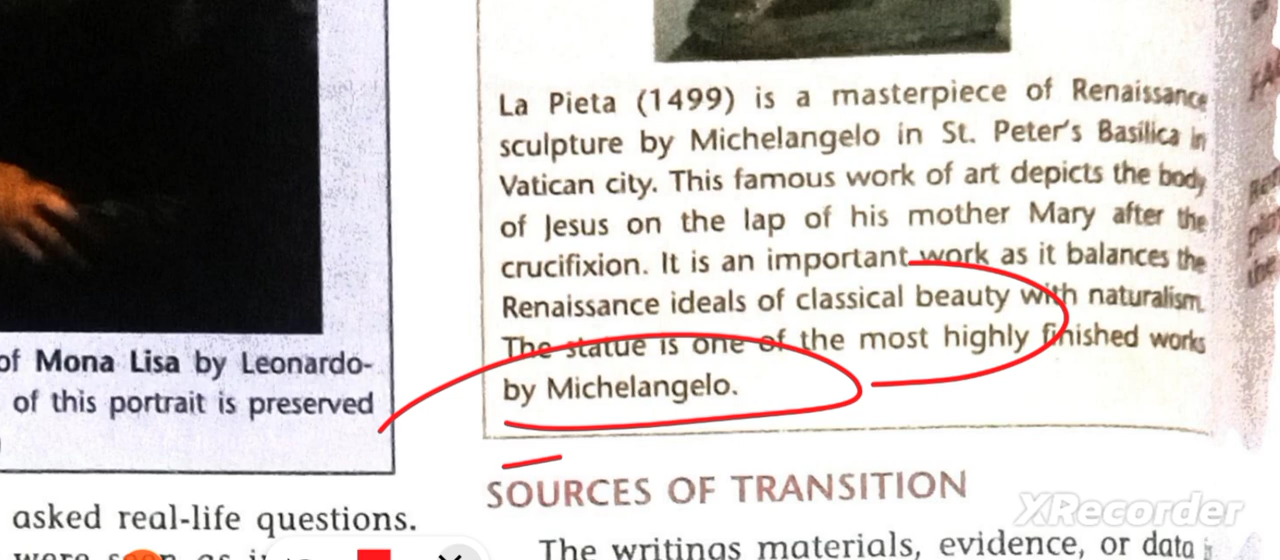 La Pieta (1499) is a masterpiece of Renaissance
sculpture by Michelangelo in St. Peter's Basilica in
Vatican city. This famous work of art depicts the body
of Jesus on the lap of his mother Mary after the
crucifixion. It is an important work as it balances the
Renaissance ideals of classical beauty with naturalism.
The statue is one of the most highly finished works
by Michelangelo.
of Mona Lisa by Leonardo-
of this portrait is preserved
asked real-life questions.
SOURCES OF TRANSITION
The writings materials, evidence, or data
XRecorder